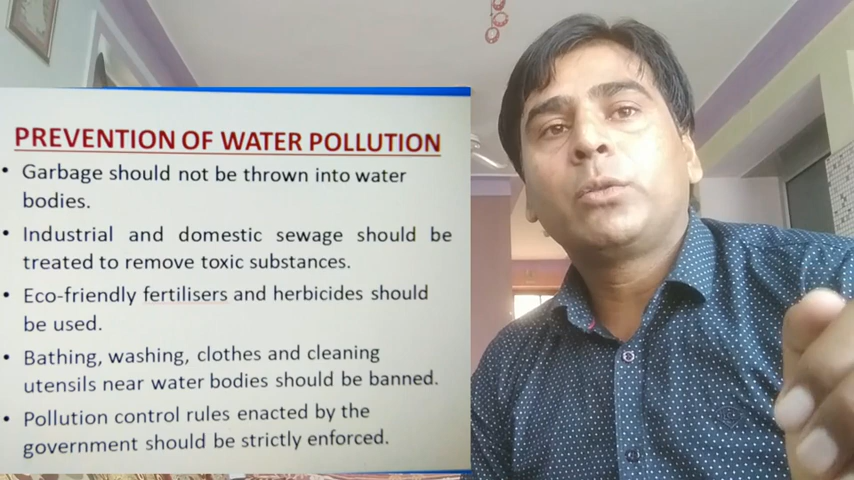 PREVENTION OF WATER POLLUTION
• Garbage should not be thrown into water
bodies.
• Industrial and domestic sewage should be
treated to remove toxic substances.
• Eco-friendly fertilisers and herbicides should
be used.
• Bathing, washing, clothes and cleaning
utensils near water bodies should be banned.
• Pollution control rules enacted by the
government should be strictly enforced.